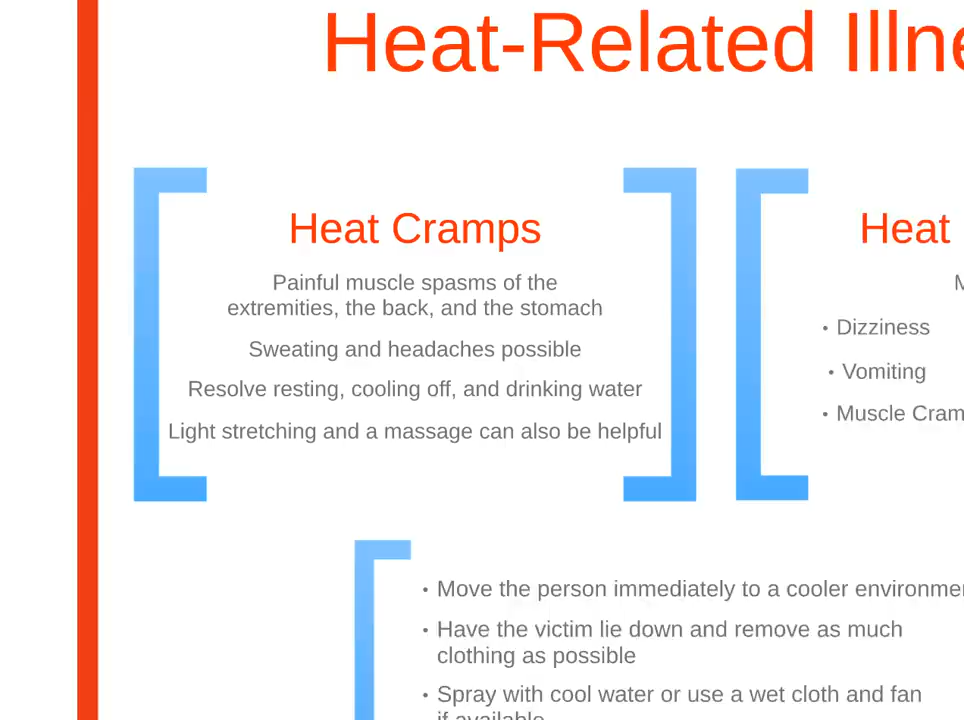 Heat-Related Illne
Heat Cramps
Painful muscle spasms of the
extremities, the back, and the stomach
Sweating and headaches possible
Resolve resting, cooling off, and drinking water
Light stretching and a massage can also be helpful
Heat
M
• Dizziness
• Vomiting
• Muscle Cram
• Move the person immediately to a cooler environme
• Have the victim lie down and remove as much
clothing as possible
• Spray with cool water or use a wet cloth and fan
if available